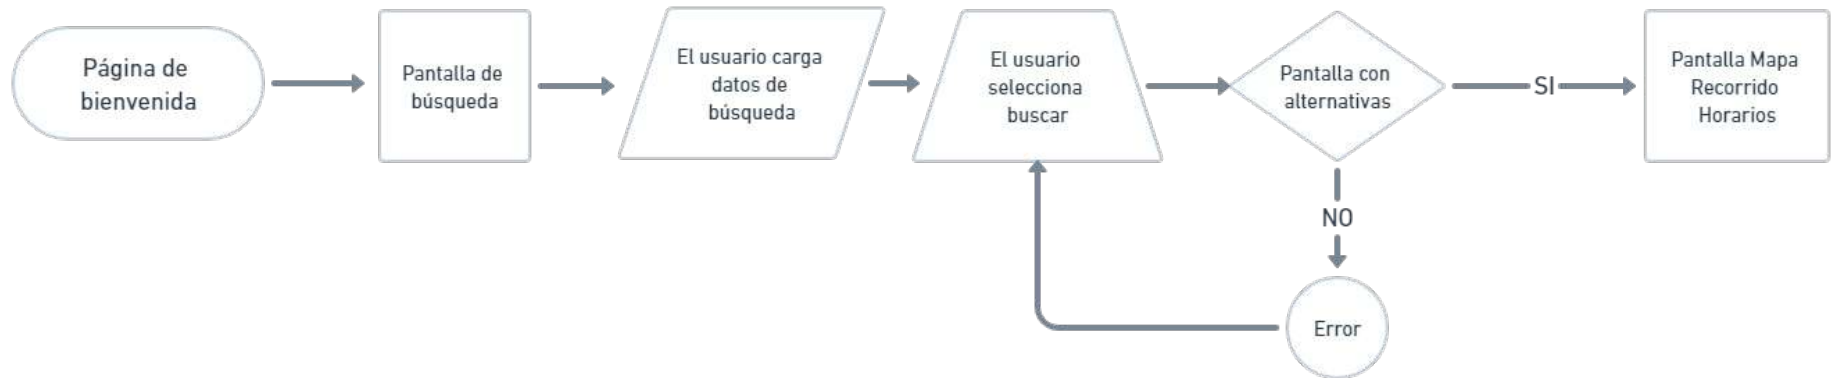 Página de
bienvenida
Pantalla de
búsqueda
El usuario carga
datos de
búsqueda
El usuario
selecciona
buscar
Pantalla con
alternativas
SI
Pantalla Mapa
Recorrido
Horarios
NO
Error